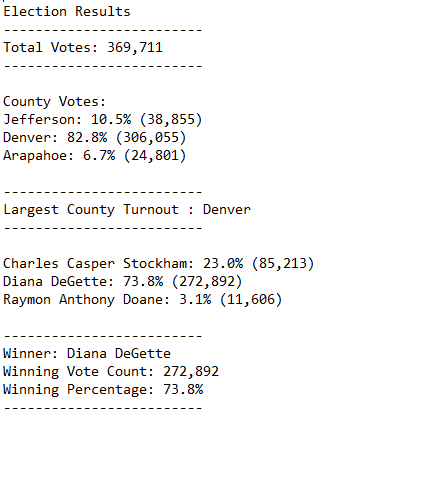 Election Results
-------------------------
Total Votes: 369,711
-------------------------
County Votes:
Jefferson: 10.5% (38,855)
Denver: 82.8% (306,055)
Arapahoe: 6.7% (24,801)
-------------------------
Largest County Turnout : Denver
-------------------------
Charles Casper Stockham: 23.0% (85,213)
Diana DeGette: 73.8% (272,892)
Raymon Anthony Doane: 3.1% (11,606)
-------------------------
Winner: Diana DeGette
Winning Vote Count: 272,892
Winning Percentage: 73.8%
-------------------------